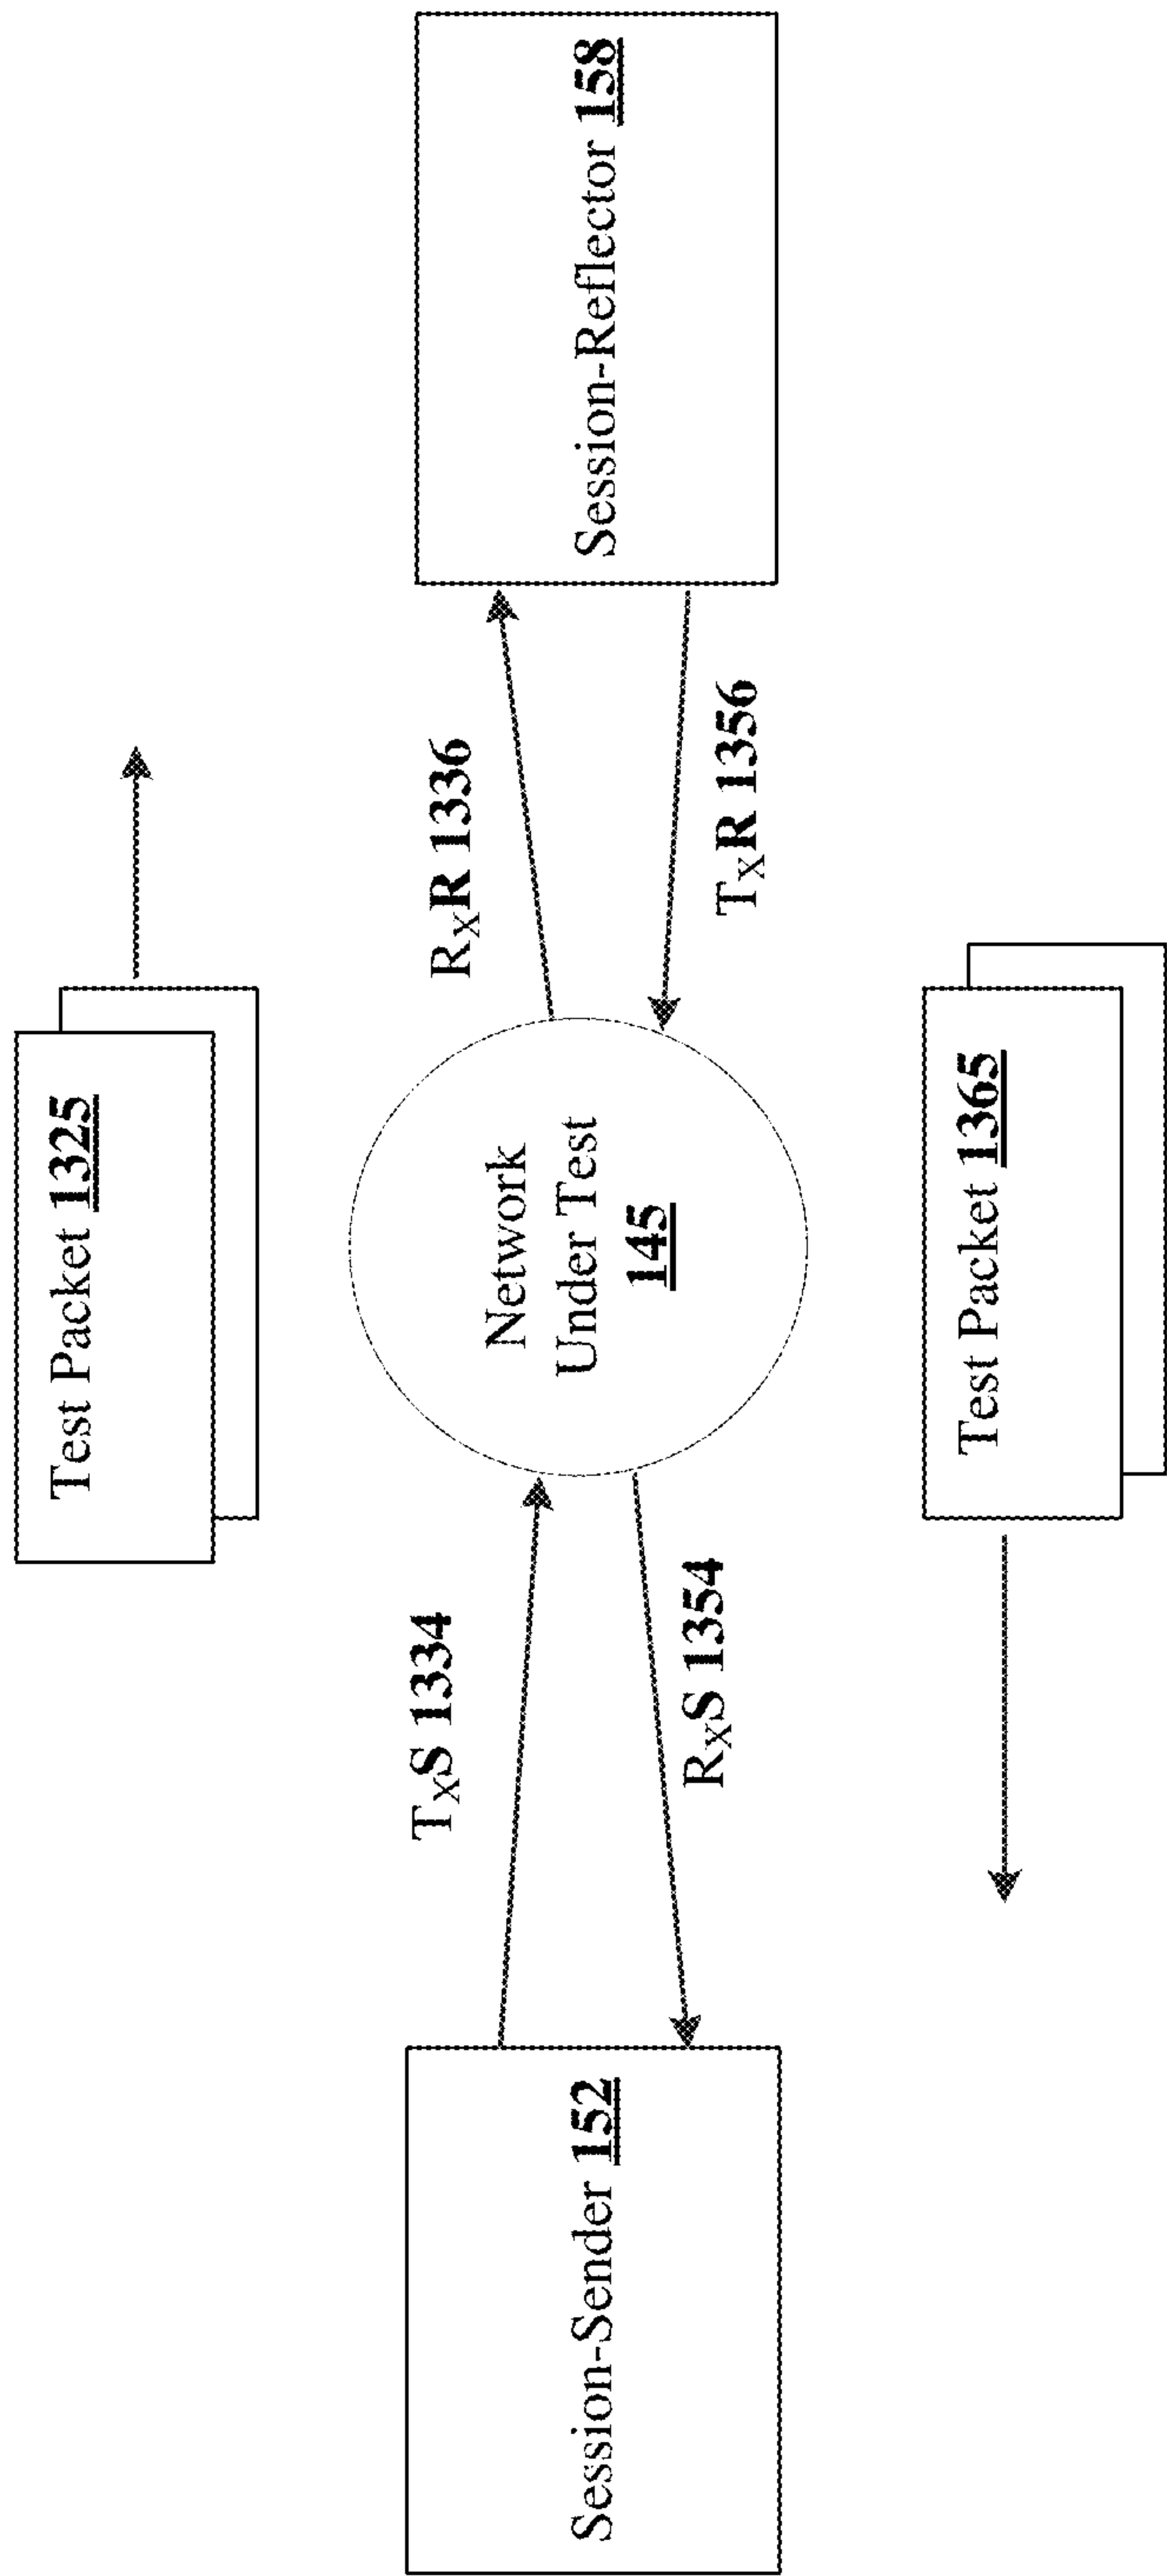 Test Packet 1325
Session-Sender 152
TXS 1334
RXS 1354
Network
Under Test
145
RXR 1336
TXR 1356
Session-Reflector 158
Test Packet 1365